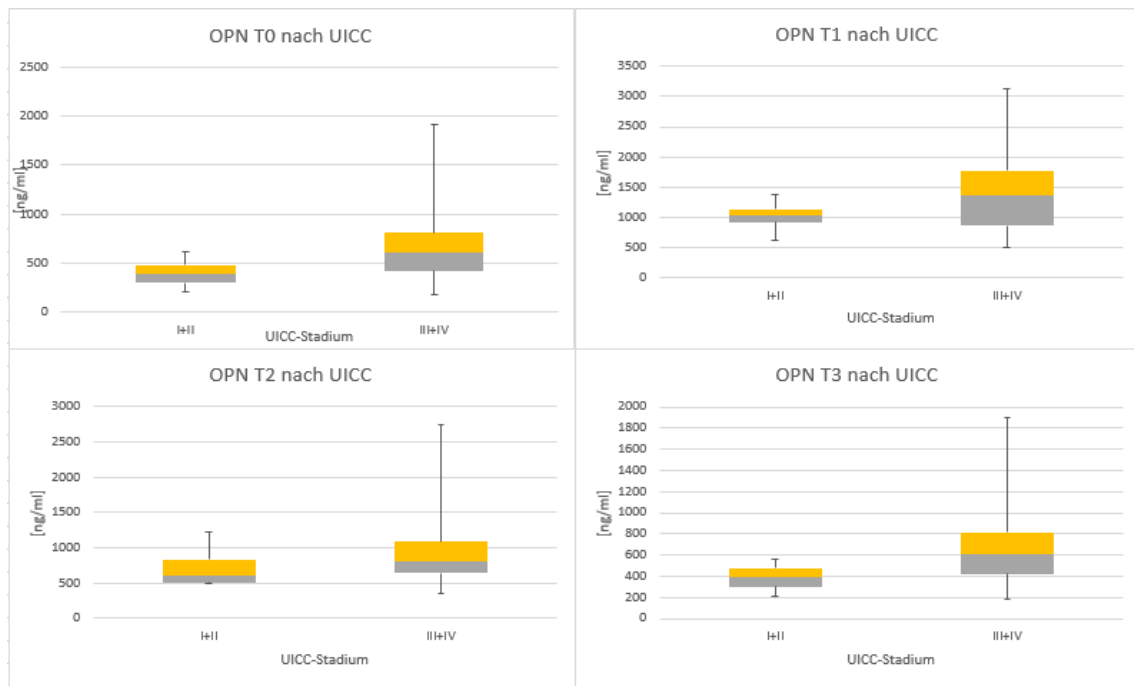 OPN T0 nach UICC
2500
2000
1500
1000
500
0
[ng/ml]
I+II
III+IV
UICC-Stadium
OPN T1 nach UICC
3500
3000
2500
2000
1500
1000
500
0
[ng/ml]
I+II
III+IV
UICC-Stadium
OPN T2 nach UICC
3000
2500
2000
1500
1000
500
0
[ng/ml]
I+II
III+IV
UICC-Stadium
OPN T3 nach UICC
2000
1800
1600
1400
1200
1000
800
600
400
200
0
[ng/ml]
I+II
III+IV
UICC-Stadium